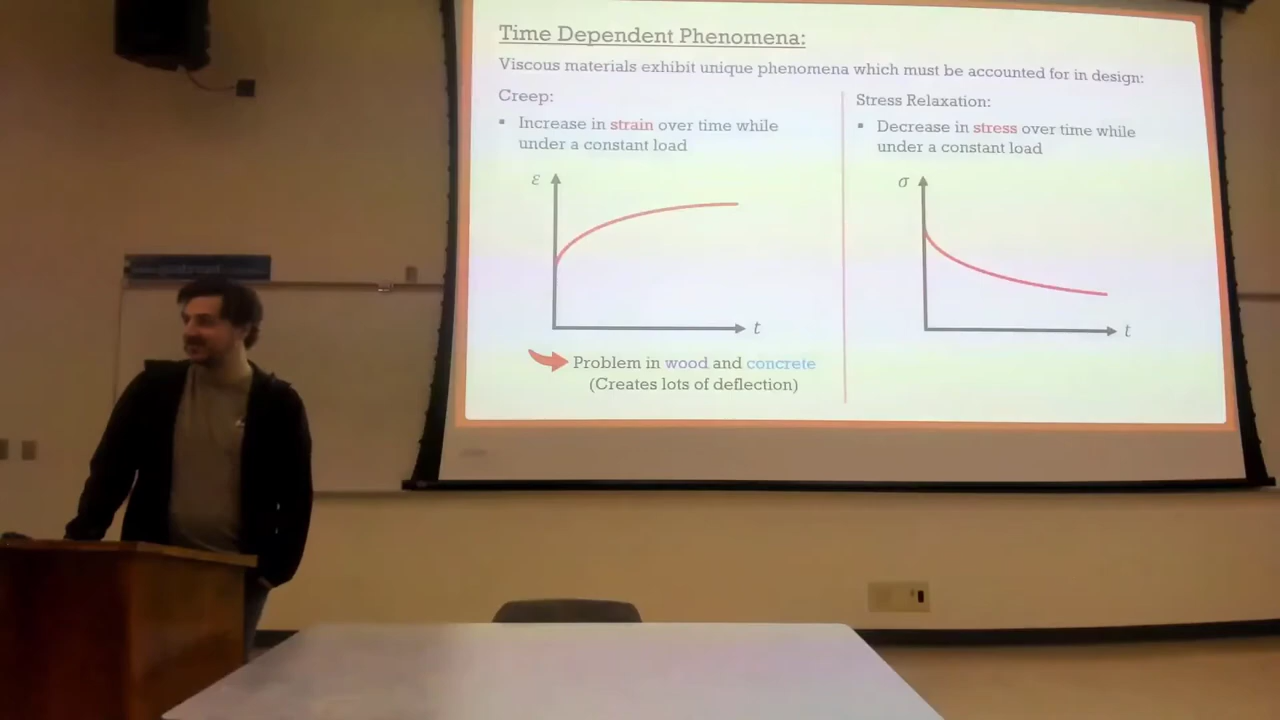 Time Dependent Phenomena:
Viscous materials exhibit unique phenomena which must be accounted for in design:
Creep:
▪ Increase in strain over time while
under a constant load
ε
t
Problem in wood and concrete
(Creates lots of deflection)
Stress Relaxation:
▪ Decrease in stress over time while
under a constant load
σ
t